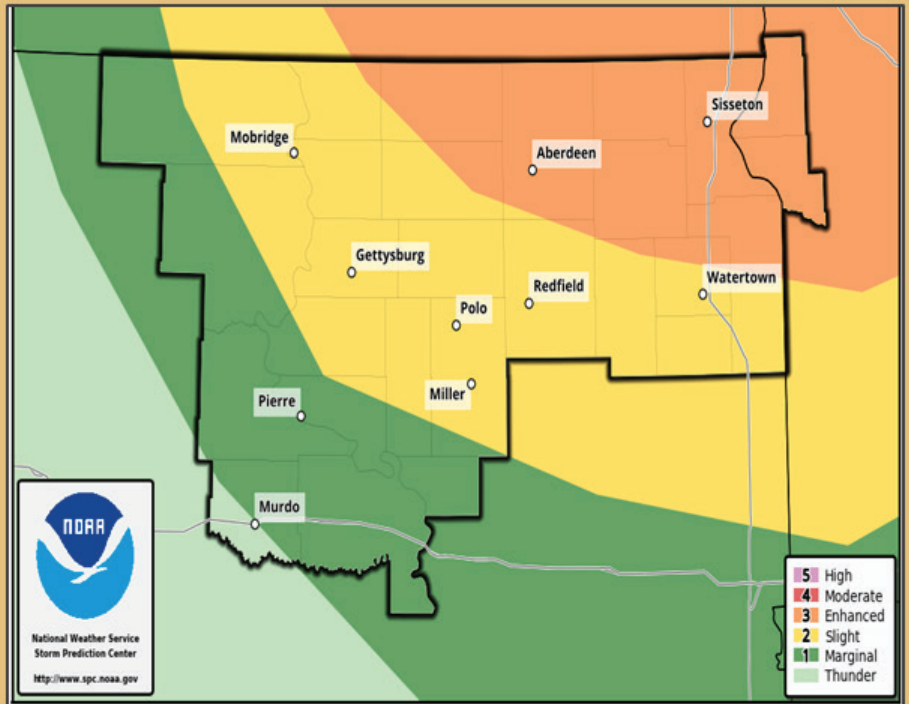 Sisseton
Mobridge
Aberdeen
Gettysburg
Watertown
Redfield
Polo
Miller
Pierre
Murdo
NOAA
National Weather Service
Storm Prediction Center
http://www.spc.noaa.gov
5 High
4 Moderate
3 Enhanced
2 Slight
1 Marginal
Thunder